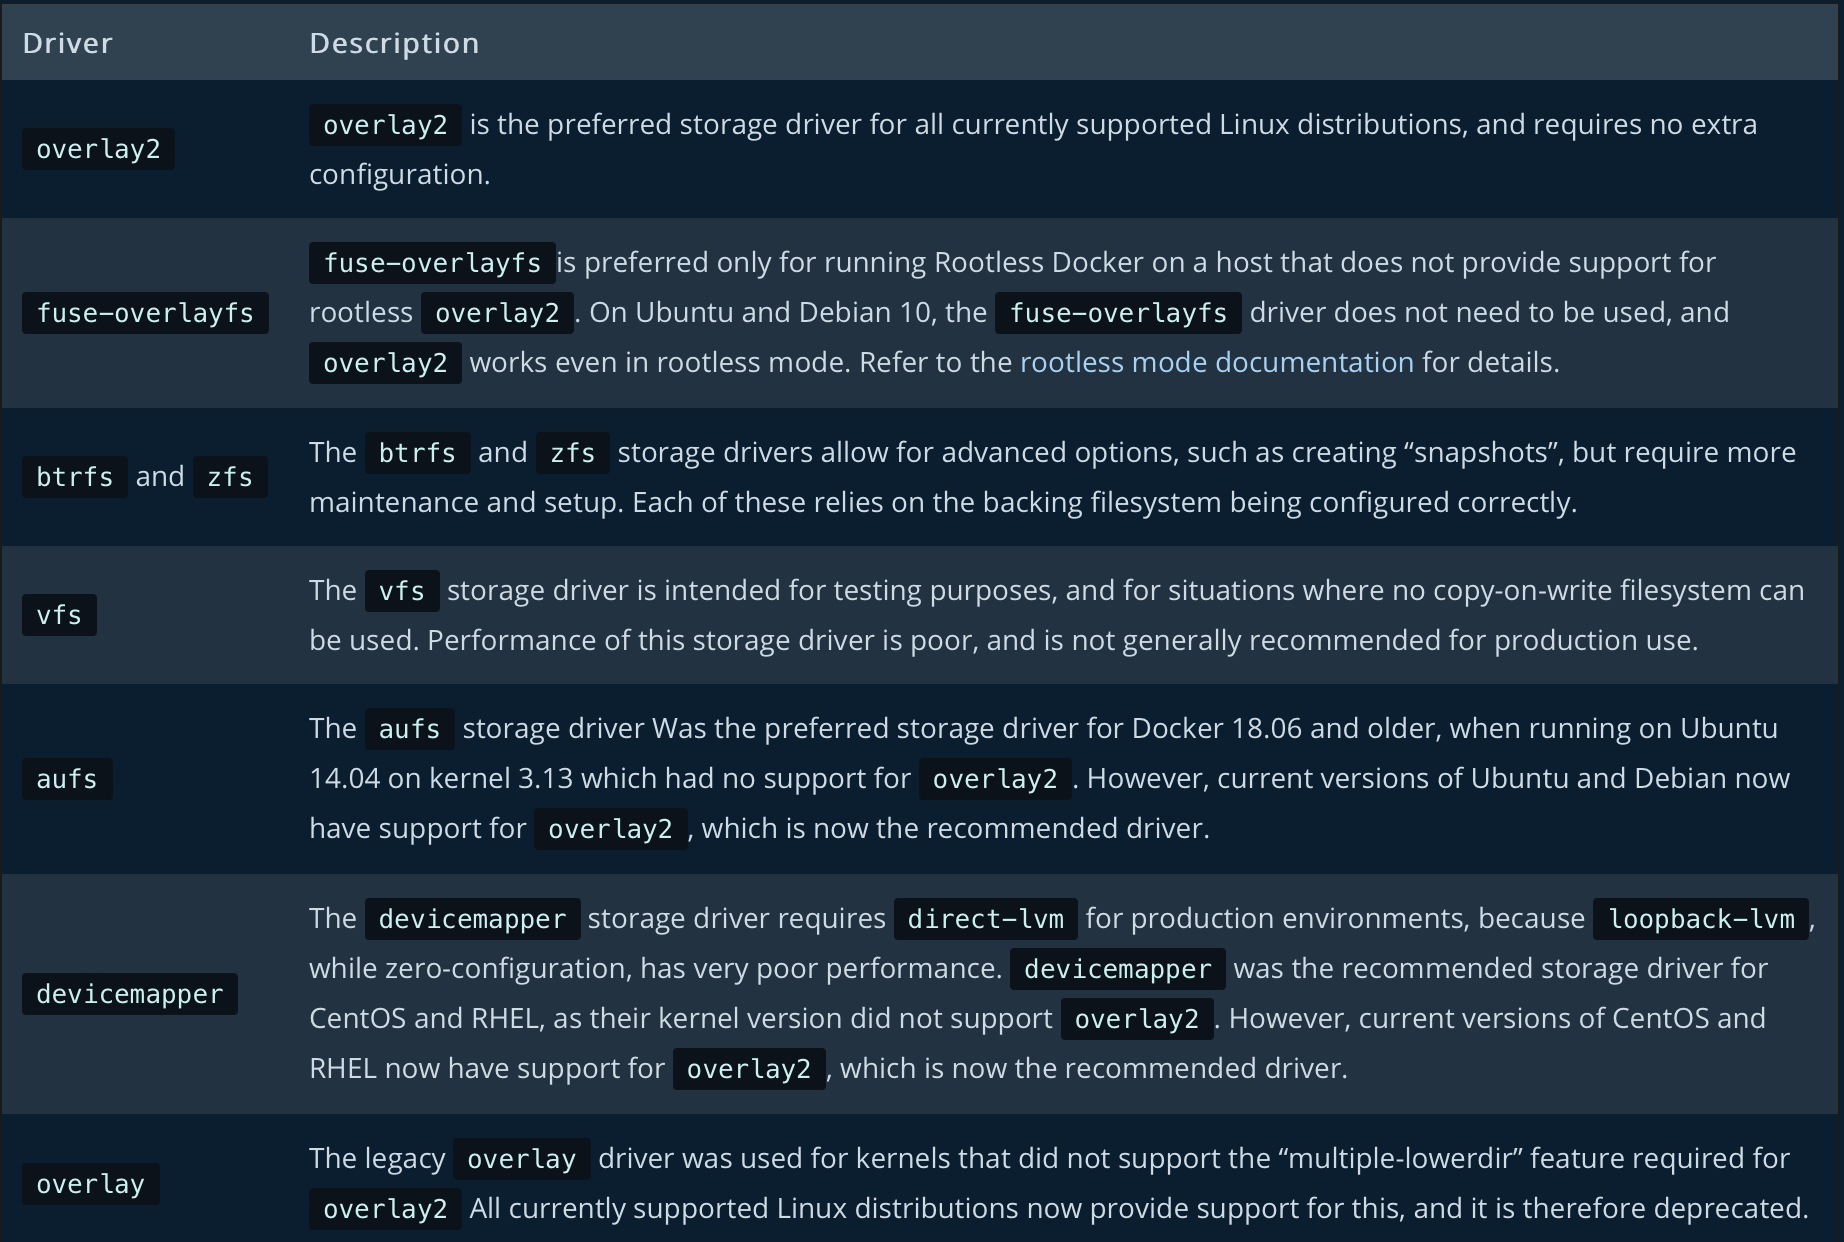 Driver Description
overlay2
overlay2 is the preferred storage driver for all currently supported Linux distributions, and requires no extra
configuration.
fuse-overlayfs
fuse-overlayfs is preferred only for running Rootless Docker on a host that does not provide support for
rootless overlay2 . On Ubuntu and Debian 10, the fuse-overlayfs driver does not need to be used, and
overlay2 works even in rootless mode. Refer to the rootless mode documentation for details.
btrfs and zfs
The btrfs and zfs storage drivers allow for advanced options, such as creating “snapshots”, but require more
maintenance and setup. Each of these relies on the backing filesystem being configured correctly.
vfs
The vfs storage driver is intended for testing purposes, and for situations where no copy-on-write filesystem can
be used. Performance of this storage driver is poor, and is not generally recommended for production use.
aufs
The aufs storage driver Was the preferred storage driver for Docker 18.06 and older, when running on Ubuntu
14.04 on kernel 3.13 which had no support for overlay2 . However, current versions of Ubuntu and Debian now
have support for overlay2 , which is now the recommended driver.
devicemapper
The devicemapper storage driver requires direct-lvm for production environments, because loopback-lvm ,
while zero-configuration, has very poor performance. devicemapper was the recommended storage driver for
CentOS and RHEL, as their kernel version did not support overlay2 . However, current versions of CentOS and
RHEL now have support for overlay2 , which is now the recommended driver.
overlay
The legacy overlay driver was used for kernels that did not support the “multiple-lowerdir” feature required for
overlay2 All currently supported Linux distributions now provide support for this, and it is therefore deprecated.